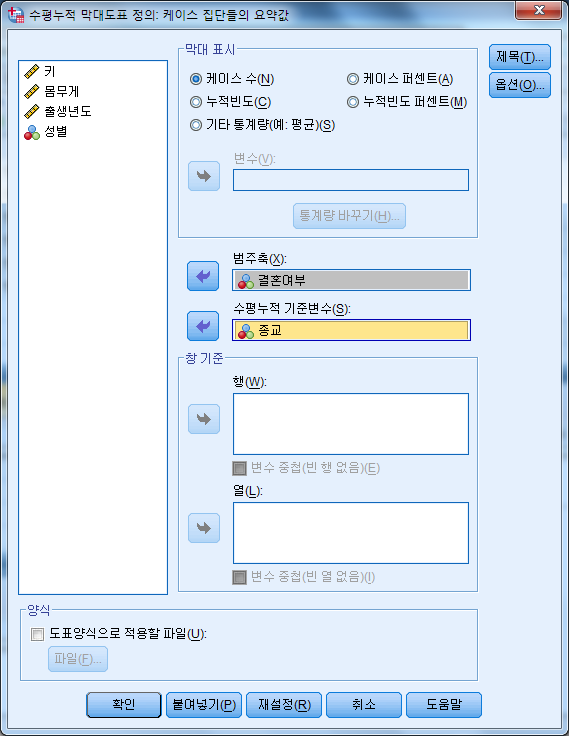 수평누적 막대도표 정의: 케이스 집단들의 요약값
키
몸무게
출생년도
성별
막대 표시
케이스 수(N)
케이스 퍼센트(A)
누적빈도(C)
누적빈도 퍼센트(M)
기타 통계량(예: 평균)(S)
변수(V):
통계량 바꾸기(H)...
제목(T)...
옵션(O)...
범주축(X):
결혼여부
수평누적 기준변수(S):
종교
창 기준
행(W):
변수 중첩(빈 행 없음)(E)
열(L):
변수 중첩(빈 열 없음)(I)
양식
도표양식으로 적용할 파일(U):
파일(F)...
확인
붙여넣기(P)
재설정(R)
취소
도움말